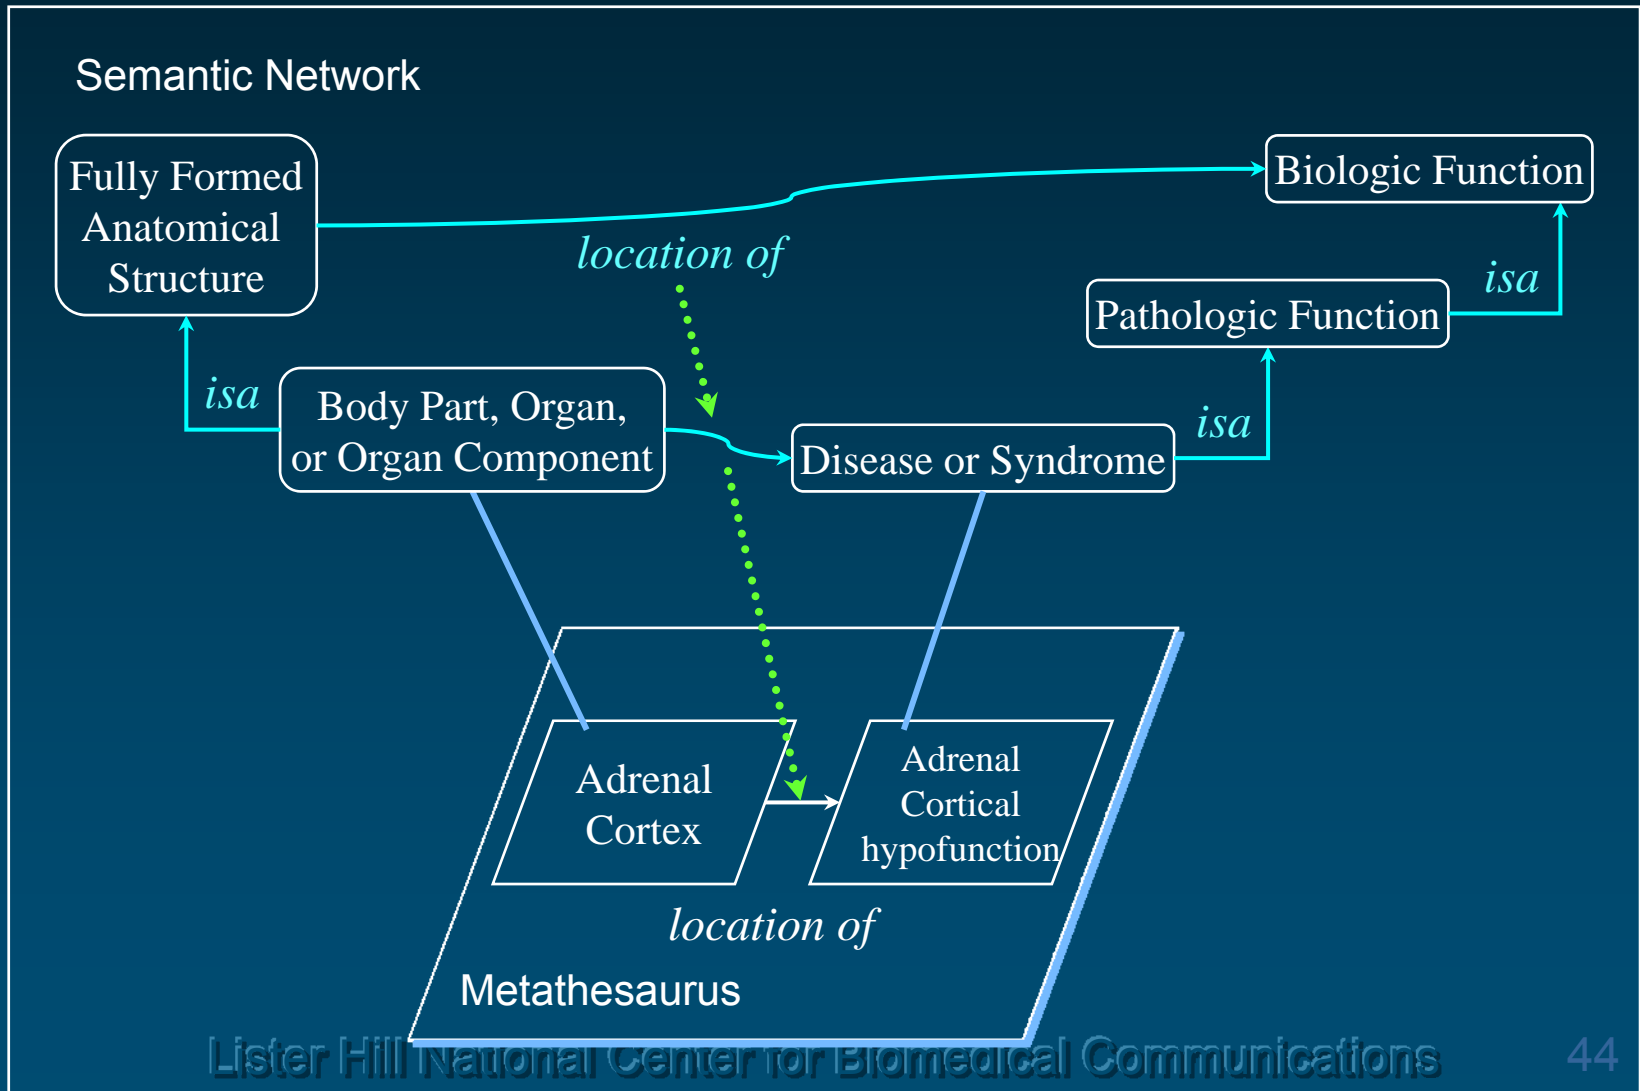 Semantic Network
Fully Formed
Anatomical
Structure
Biologic Function
location of
isa
Pathologic Function
isa
Body Part, Organ,
or Organ Component
isa
Disease or Syndrome
Adrenal
Cortex
Adrenal
Cortical
hypofunction
location of
Metathesaurus
Lister Hill National Center for Biomedical Communications
44